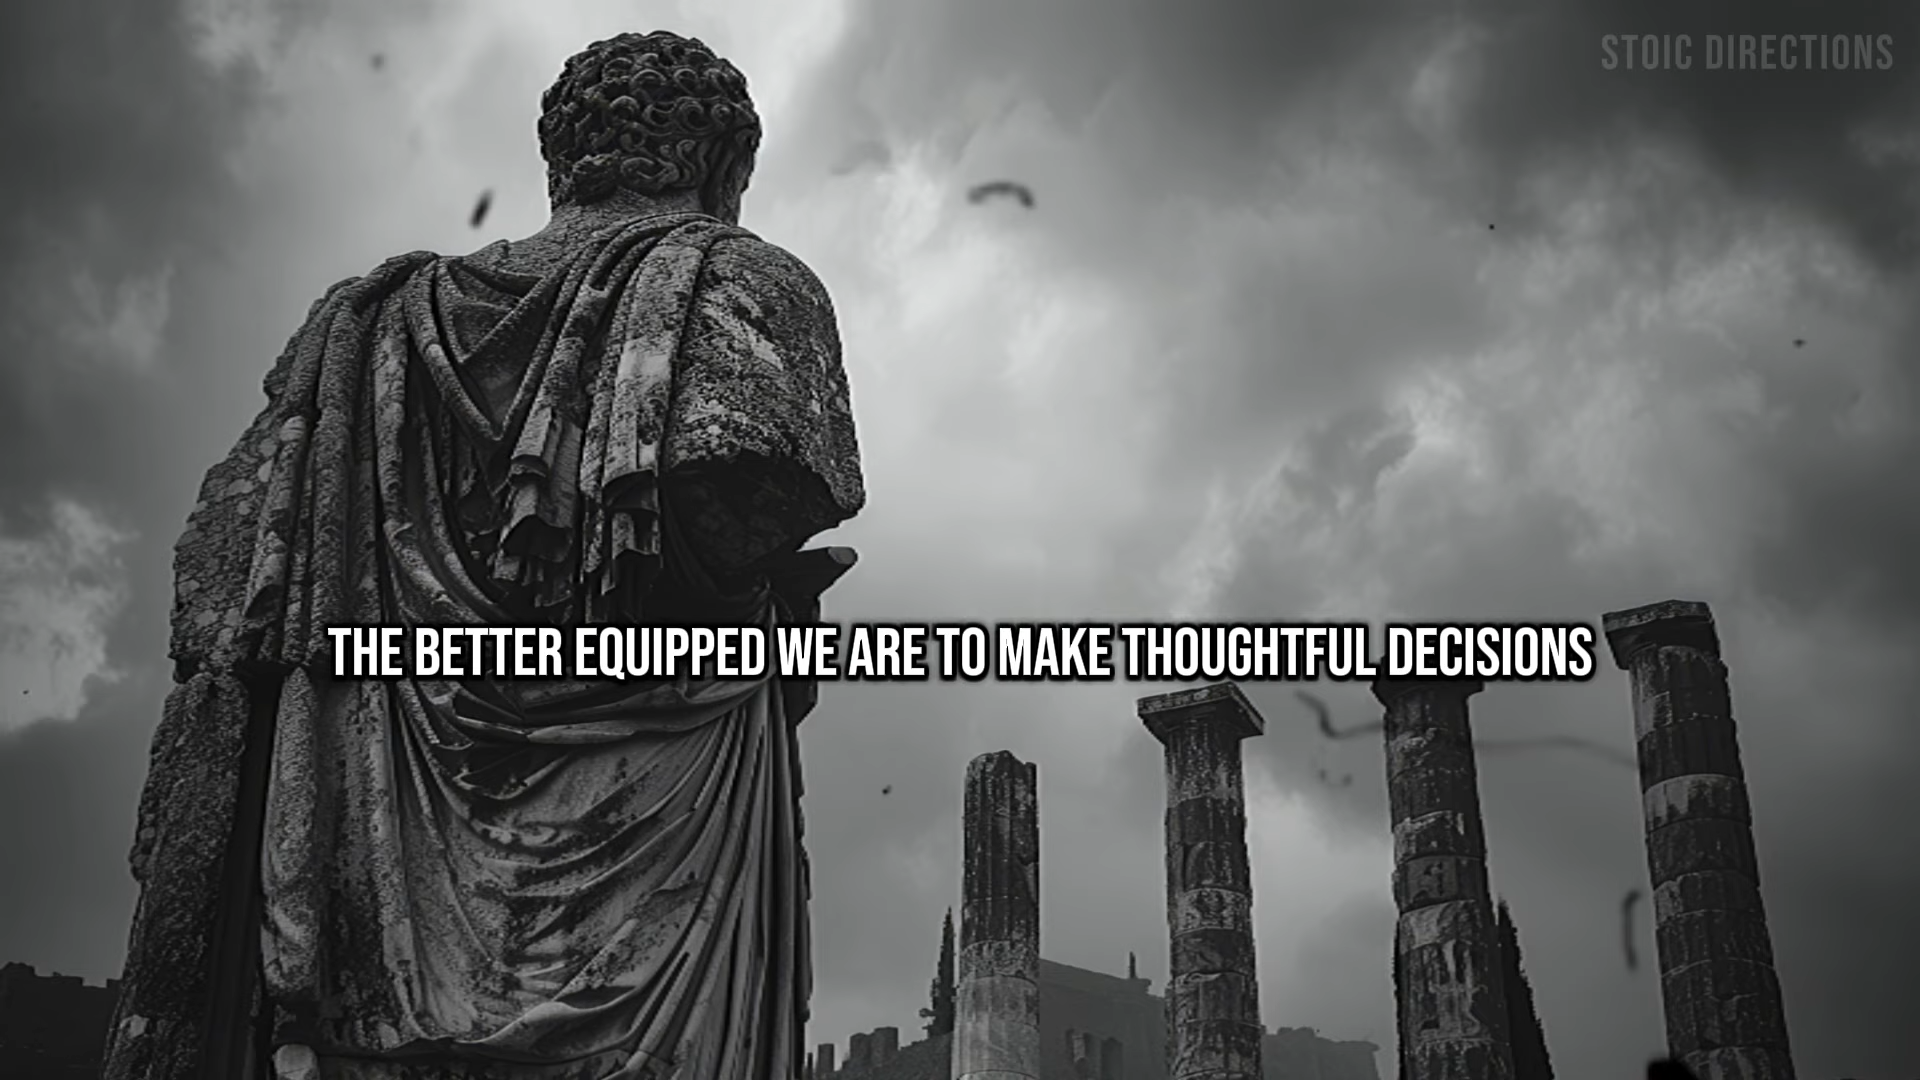 STOIC DIRECTIONS
THE BETTER EQUIPPED WE ARE TO MAKE THOUGHTFUL DECISIONS